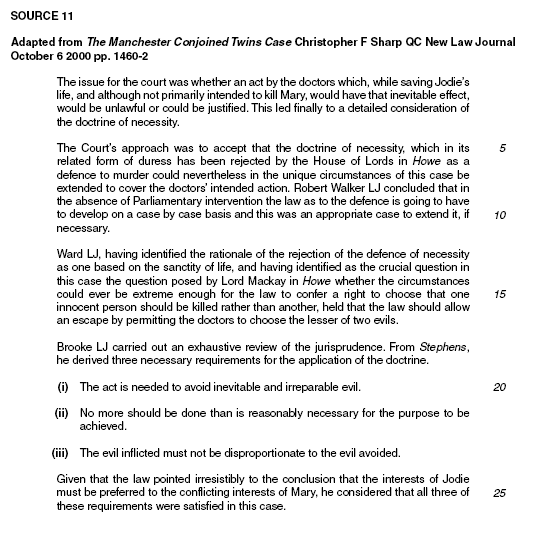 SOURCE 11
Adapted from The Manchester Conjoined Twins Case Christopher F Sharp QC New Law Journal
October 6 2000 pp. 1460-2
The issue for the court was whether an act by the doctors which, while saving Jodie's
life, and although not primarily intended to kill Mary, would have that inevitable effect,
would be unlawful or could be justified. This led finally to a detailed consideration of
the doctrine of necessity.
The Court's approach was to accept that the doctrine of necessity, which in its 5
related form of duress has been rejected by the House of Lords in Howe as a
defence to murder could nevertheless in the unique circumstances of this case be
extended to cover the doctors' intended action. Robert Walker LJ concluded that in
the absence of Parliamentary intervention the law as to the defence is going to have
to develop on a case by case basis and this was an appropriate case to extend it, if 10
necessary.
Ward LJ, having identified the rationale of the rejection of the defence of necessity
as one based on the sanctity of life, and having identified as the crucial question in
this case the question posed by Lord Mackay in Howe whether the circumstances
could ever be extreme enough for the law to confer a right to choose that one 15
innocent person should be killed rather than another, held that the law should allow
an escape by permitting the doctors to choose the lesser of two evils.
Brooke LJ carried out an exhaustive review of the jurisprudence. From Stephens,
he derived three necessary requirements for the application of the doctrine.
(i) The act is needed to avoid inevitable and irreparable evil. 20
(ii) No more should be done than is reasonably necessary for the purpose to be
achieved.
(iii) The evil inflicted must not be disproportionate to the evil avoided.
Given that the law pointed irresistibly to the conclusion that the interests of Jodie
must be preferred to the conflicting interests of Mary, he considered that all three of 25
these requirements were satisfied in this case.